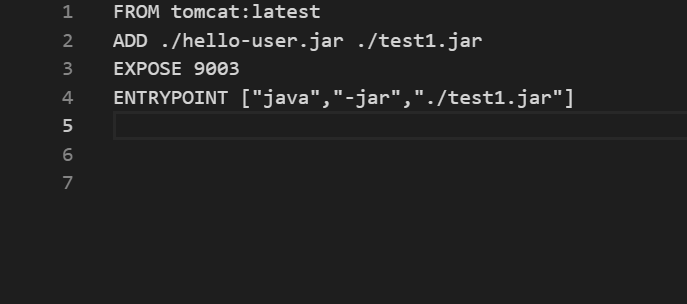 1 FROM tomcat:latest
2 ADD ./hello-user.jar ./test1.jar
3 EXPOSE 9003
4 ENTRYPOINT ["java","-jar","./test1.jar"]
5
6
7